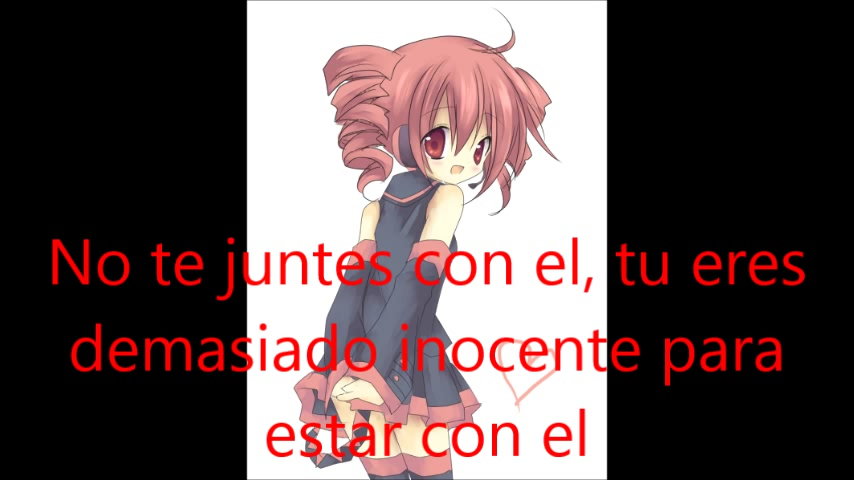 No te juntes con el, tu eres
demasiado inocente para
estar con el